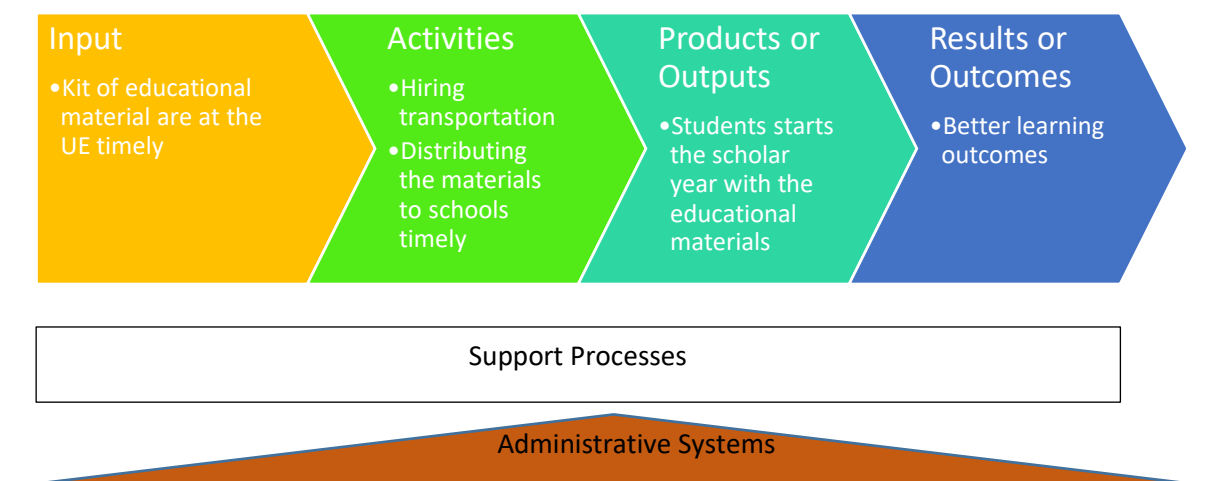 Input
•Kit of educational
material are at the
UE timely
Activities
•Hiring
transportation
•Distributing
the materials
to schools
timely
Products or
Outputs
•Students starts
the scholar
year with the
educational
materials
Results or
Outcomes
•Better learning
outcomes
Support Processes
Administrative Systems